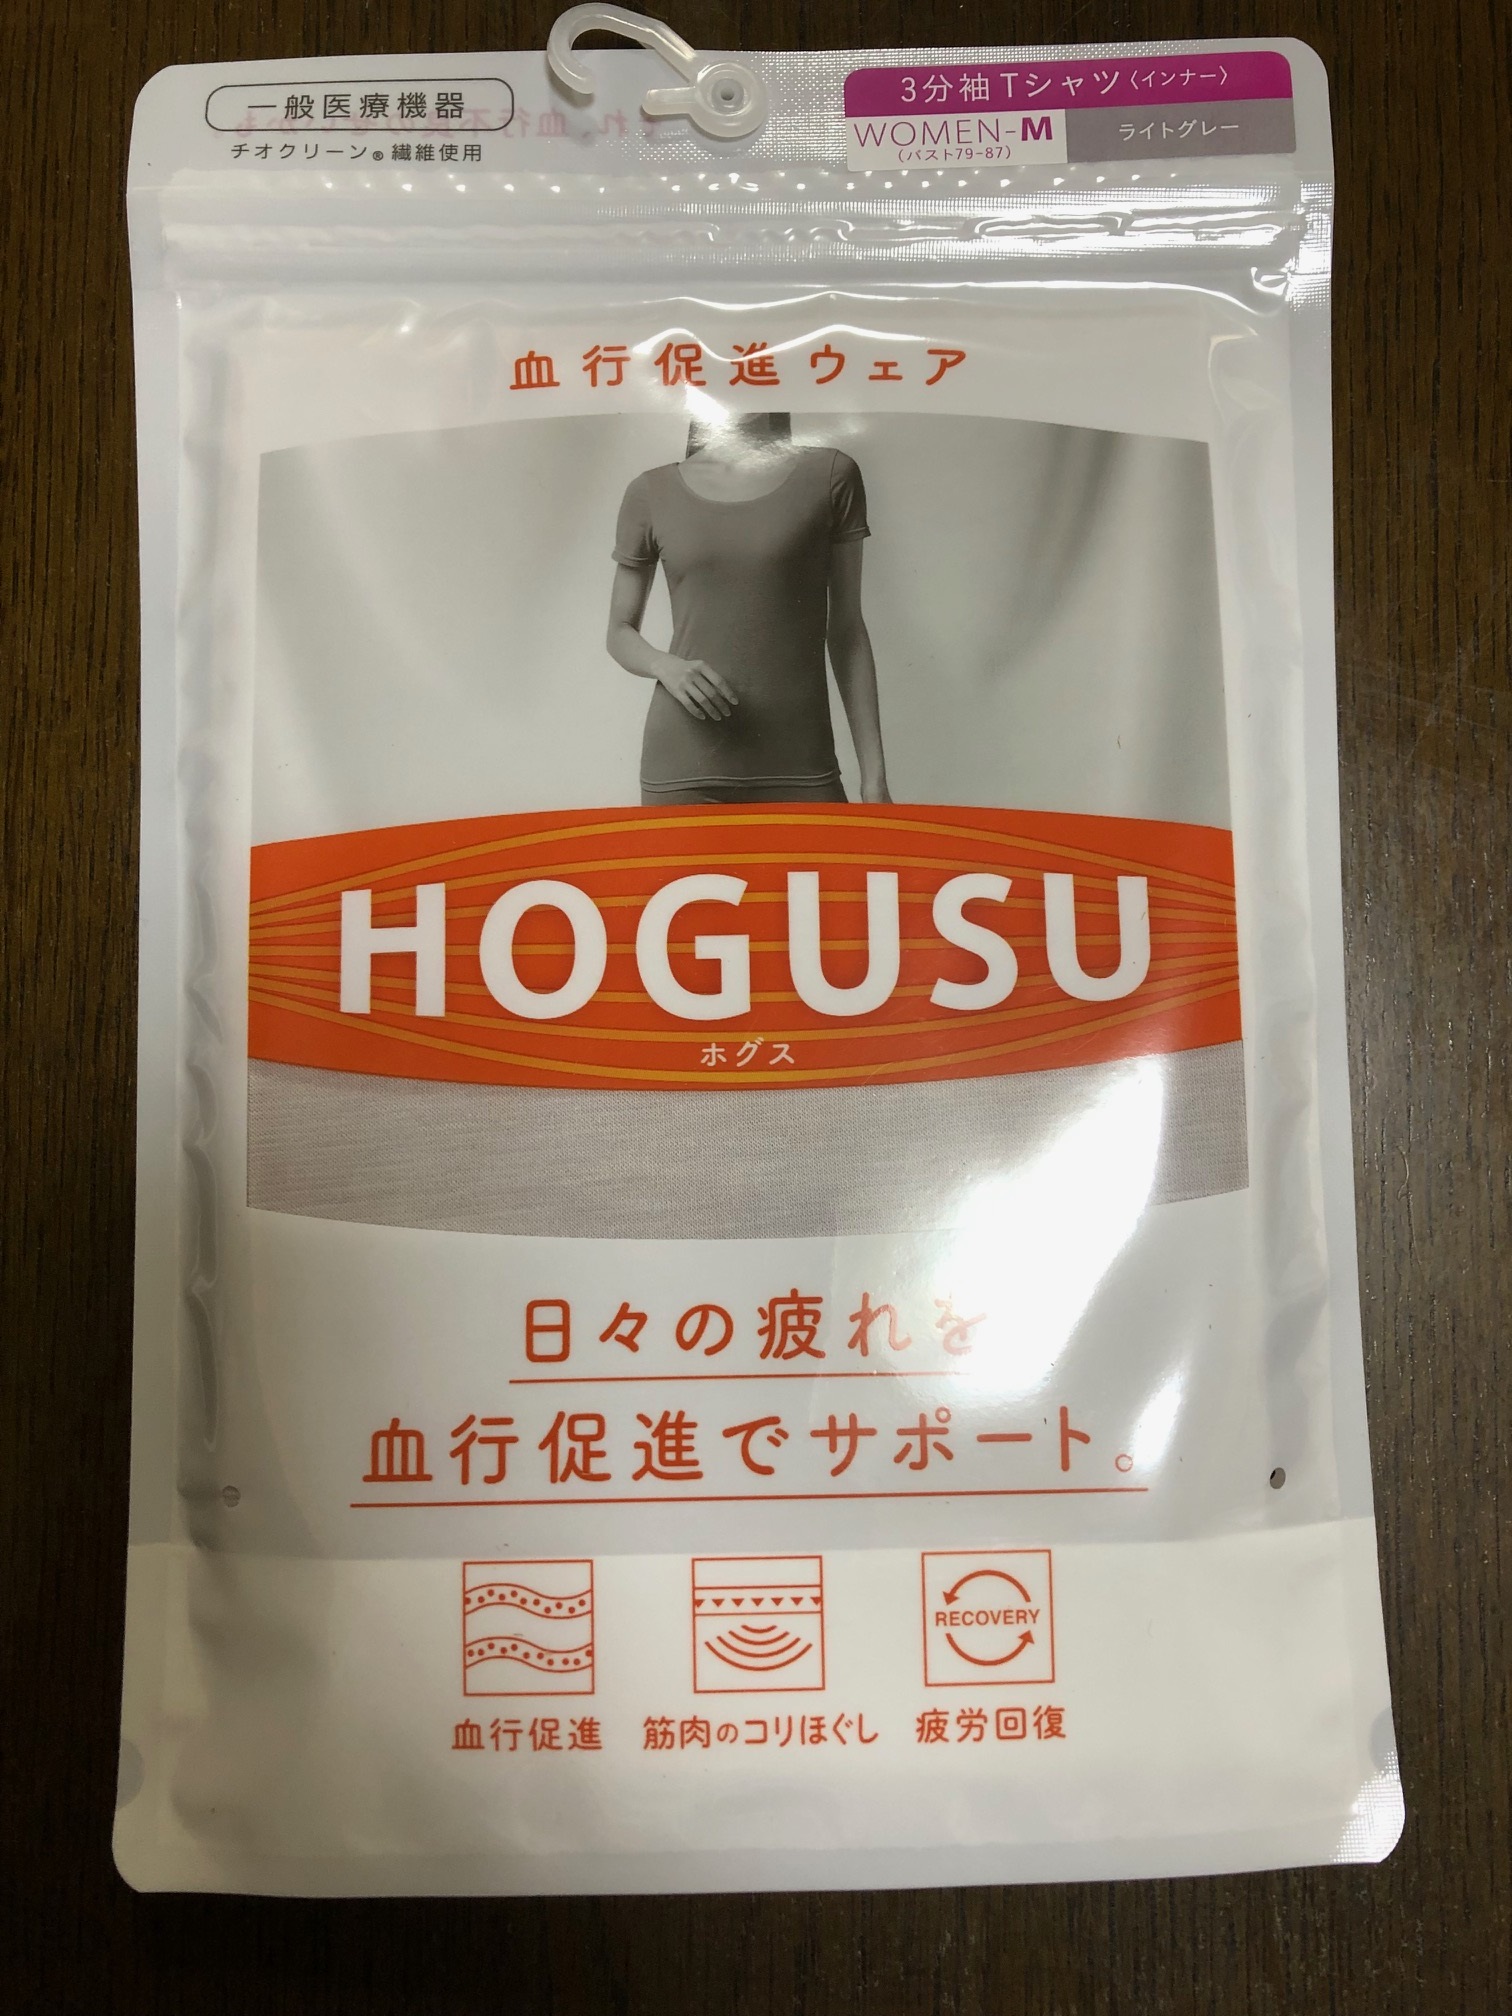 一般医療機器
チオクリーン®繊維使用
3分袖Tシャツ〈インナー〉
WOMEN-M
(バスト79-87)
ライトグレー
血行促進ウェア
HOGUSU
ホグス
日々の疲れを
血行促進でサポート。
RECOVERY
血行促進
筋肉のコリほぐし
疲労回復